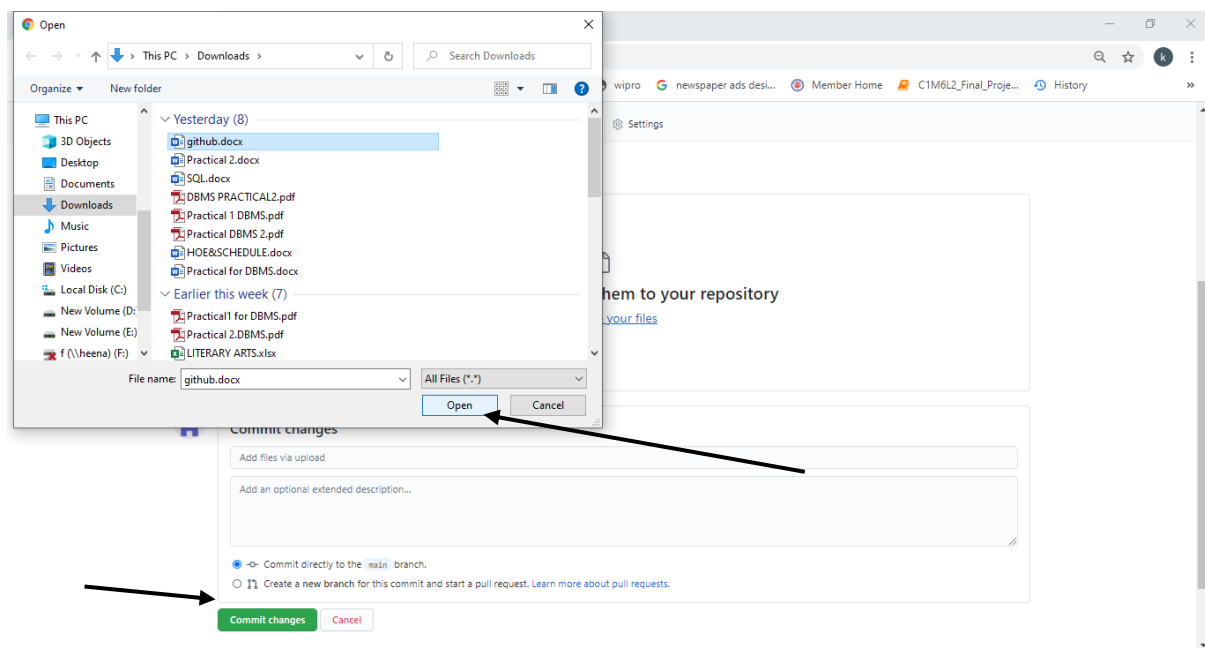 Open
This PC > Downloads >
Search Downloads
Organize
New folder
This PC
3D Objects
Desktop
Documents
Downloads
Music
Pictures
Videos
Local Disk (C:)
New Volume (D:
New Volume (E:)
f (\\heena) (F:)
Yesterday (8)
github.docx
Practical 2.docx
SQL.docx
DBMS PRACTICAL2.pdf
Practical 1 DBMS.pdf
Practical DBMS 2.pdf
HOE&SCHEDULE.docx
Practical for DBMS.docx
Earlier this week (7)
Practical1 for DBMS.pdf
Practical 2.DBMS.pdf
LITERARY ARTS.xlsx
File name: github.docx
All Files (*.*)
Open
Cancel
k
wipro
newspaper ads desi...
Member Home
C1M6L2_Final_Proje...
History
»
Settings
hem to your repository
your files
Commit changes
Add files via upload
Add an optional extended description...
Commit directly to the main branch.
Create a new branch for this commit and start a pull request. Learn more about pull requests.
Commit changes
Cancel